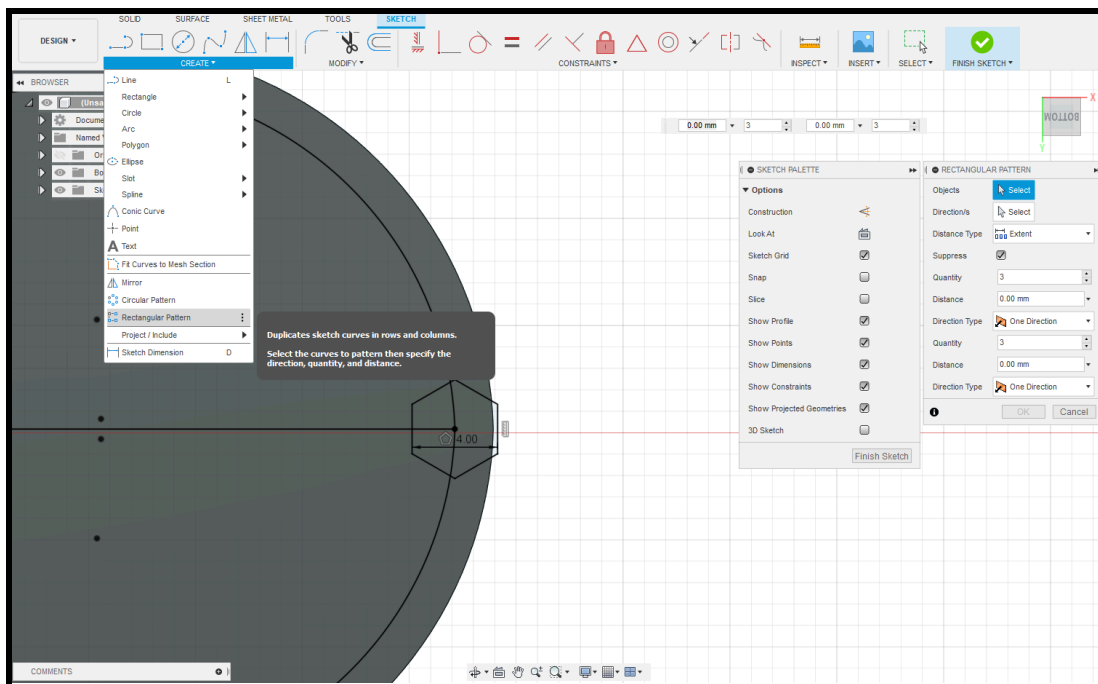 SOLID SURFACE SHEET METAL TOOLS SKETCH
DESIGN
CREATE MODIFY CONSTRAINTS INSPECT INSERT SELECT FINISH SKETCH
BROWSER
(Unsa
Docume
Named
Or
Bo
Sk
Line L
Rectangle
Circle
Arc
Polygon
Ellipse
Slot
Spline
Conic Curve
Point
A Text
Fit Curves to Mesh Section
Mirror
Circular Pattern
Rectangular Pattern
Project / Include
Sketch Dimension D
Duplicates sketch curves in rows and columns.
Select the curves to pattern then specify the
direction, quantity, and distance.
4.00
0.00 mm 3 0.00 mm 3
X
BOTTOM
Y
SKETCH PALETTE
Options
Construction
Look At
Sketch Grid
Snap
Slice
Show Profile
Show Points
Show Dimensions
Show Constraints
Show Projected Geometries
3D Sketch
Finish Sketch
RECTANGULAR PATTERN
Objects Select
Direction/s Select
Distance Type Extent
Suppress
Quantity 3
Distance 0.00 mm
Direction Type One Direction
Quantity 3
Distance 0.00 mm
Direction Type One Direction
OK Cancel
COMMENTS